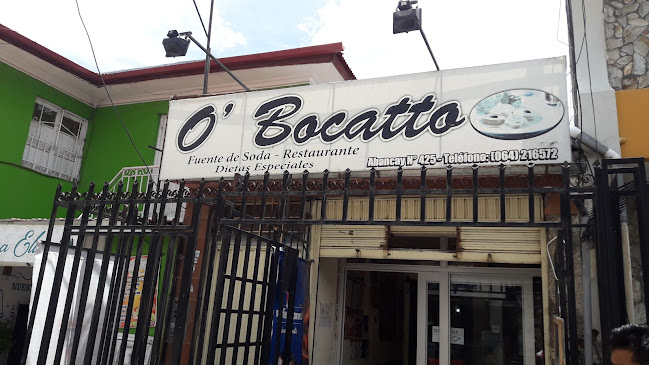 O' Bocatto
Fuente de Soda - Restaurante
Dietas Especiales
Abancay N° 425 - Teléfono: (064) 216572